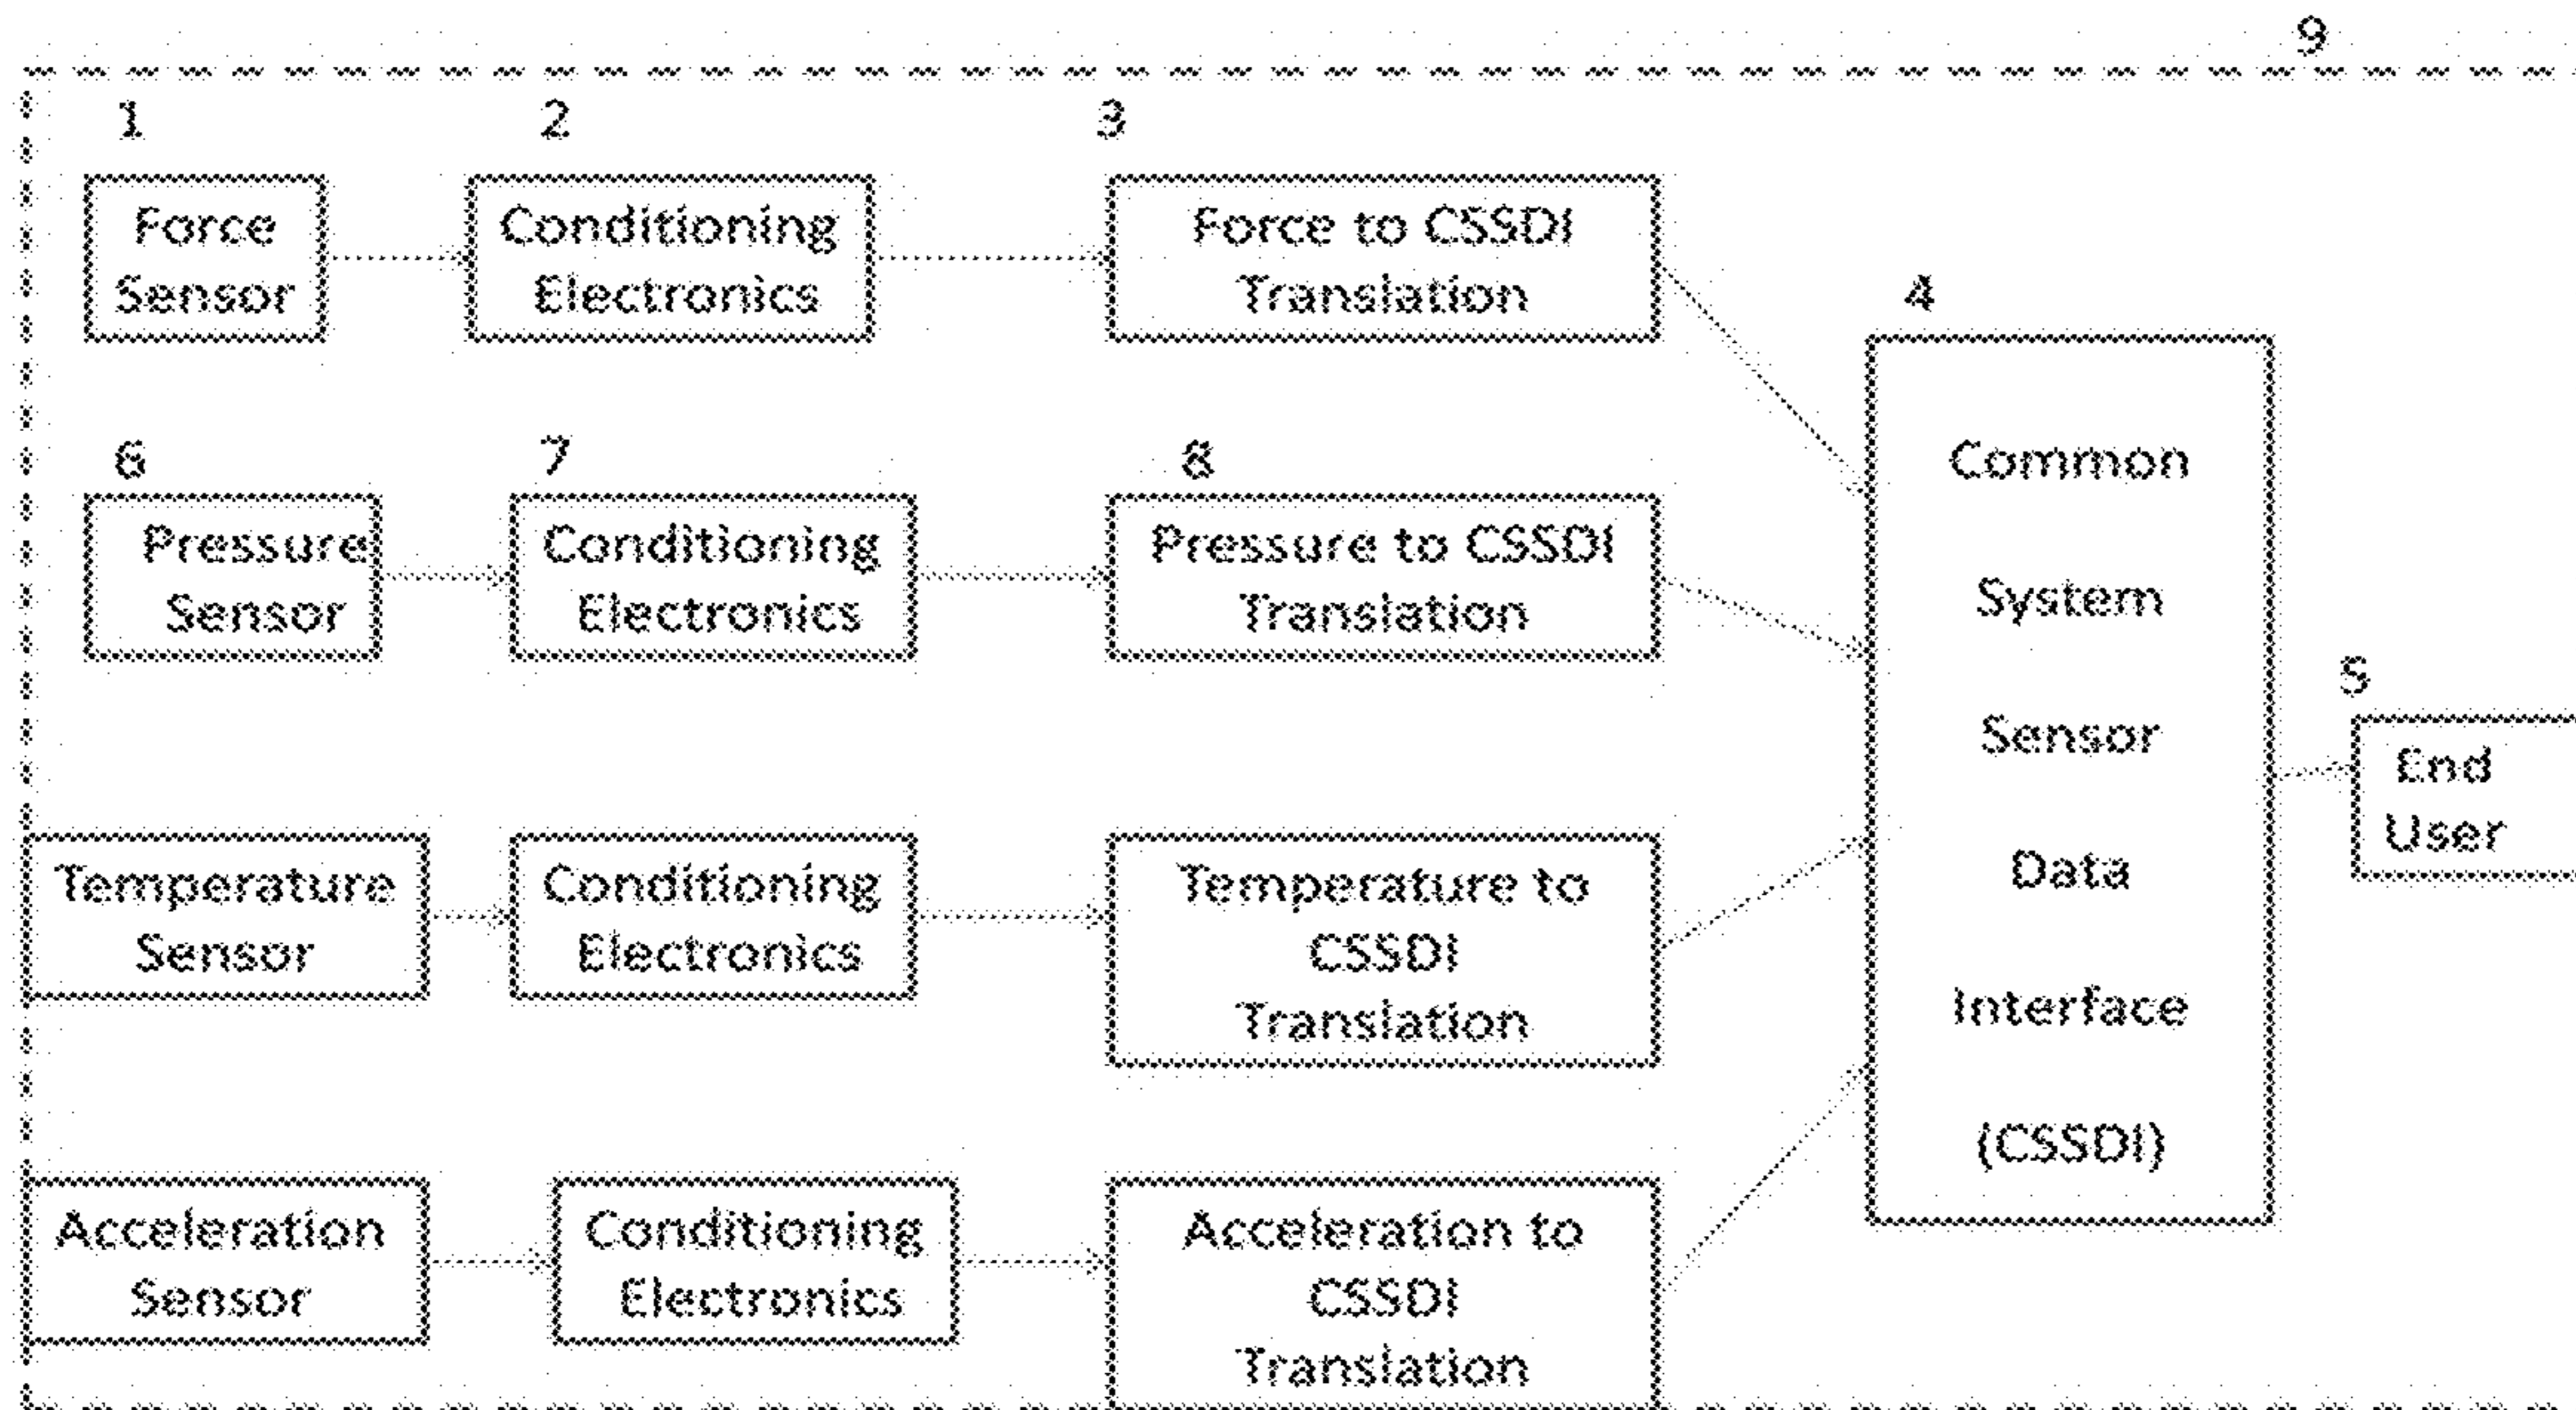 9
1
2
3
Force
Sensor
Conditioning
Electronics
Force to CSSDI
Translation
4
6
7
8
Pressure
Sensor
Conditioning
Electronics
Pressure to CSSDI
Translation
Common
System
Sensor
Data
Interface
(CSSDI)
5
End
User
Temperature
Sensor
Conditioning
Electronics
Temperature to
CSSDI
Translation
Acceleration
Sensor
Conditioning
Electronics
Acceleration to
CSSDI
Translation